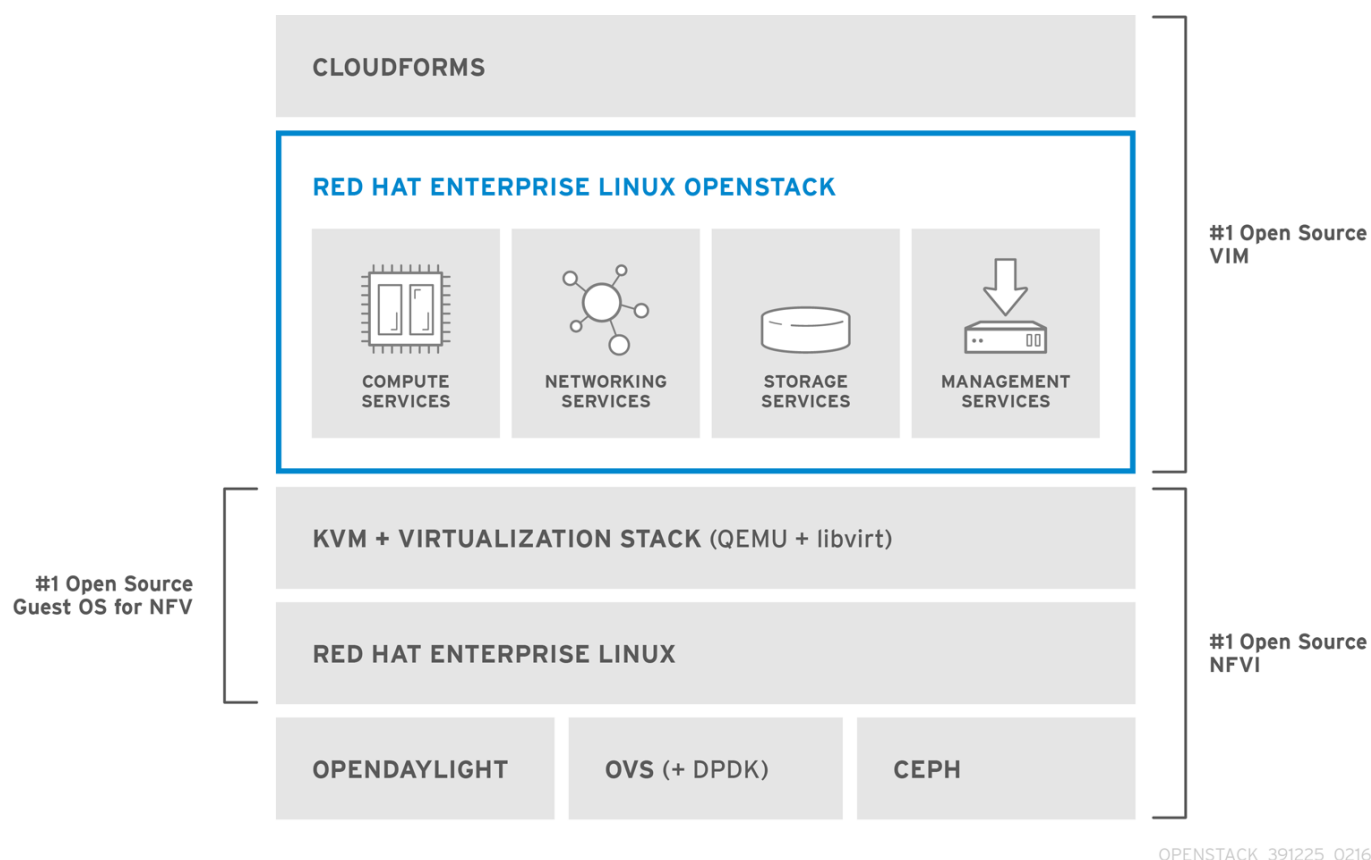 CLOUDFORMS
RED HAT ENTERPRISE LINUX OPENSTACK
COMPUTE
SERVICES
NETWORKING
SERVICES
STORAGE
SERVICES
MANAGEMENT
SERVICES
#1 Open Source
VIM
KVM + VIRTUALIZATION STACK (QEMU + libvirt)
#1 Open Source
Guest OS for NFV
RED HAT ENTERPRISE LINUX
#1 Open Source
NFVI
OPENDAYLIGHT
OVS (+ DPDK)
CEPH
OPENSTACK_391225_0216